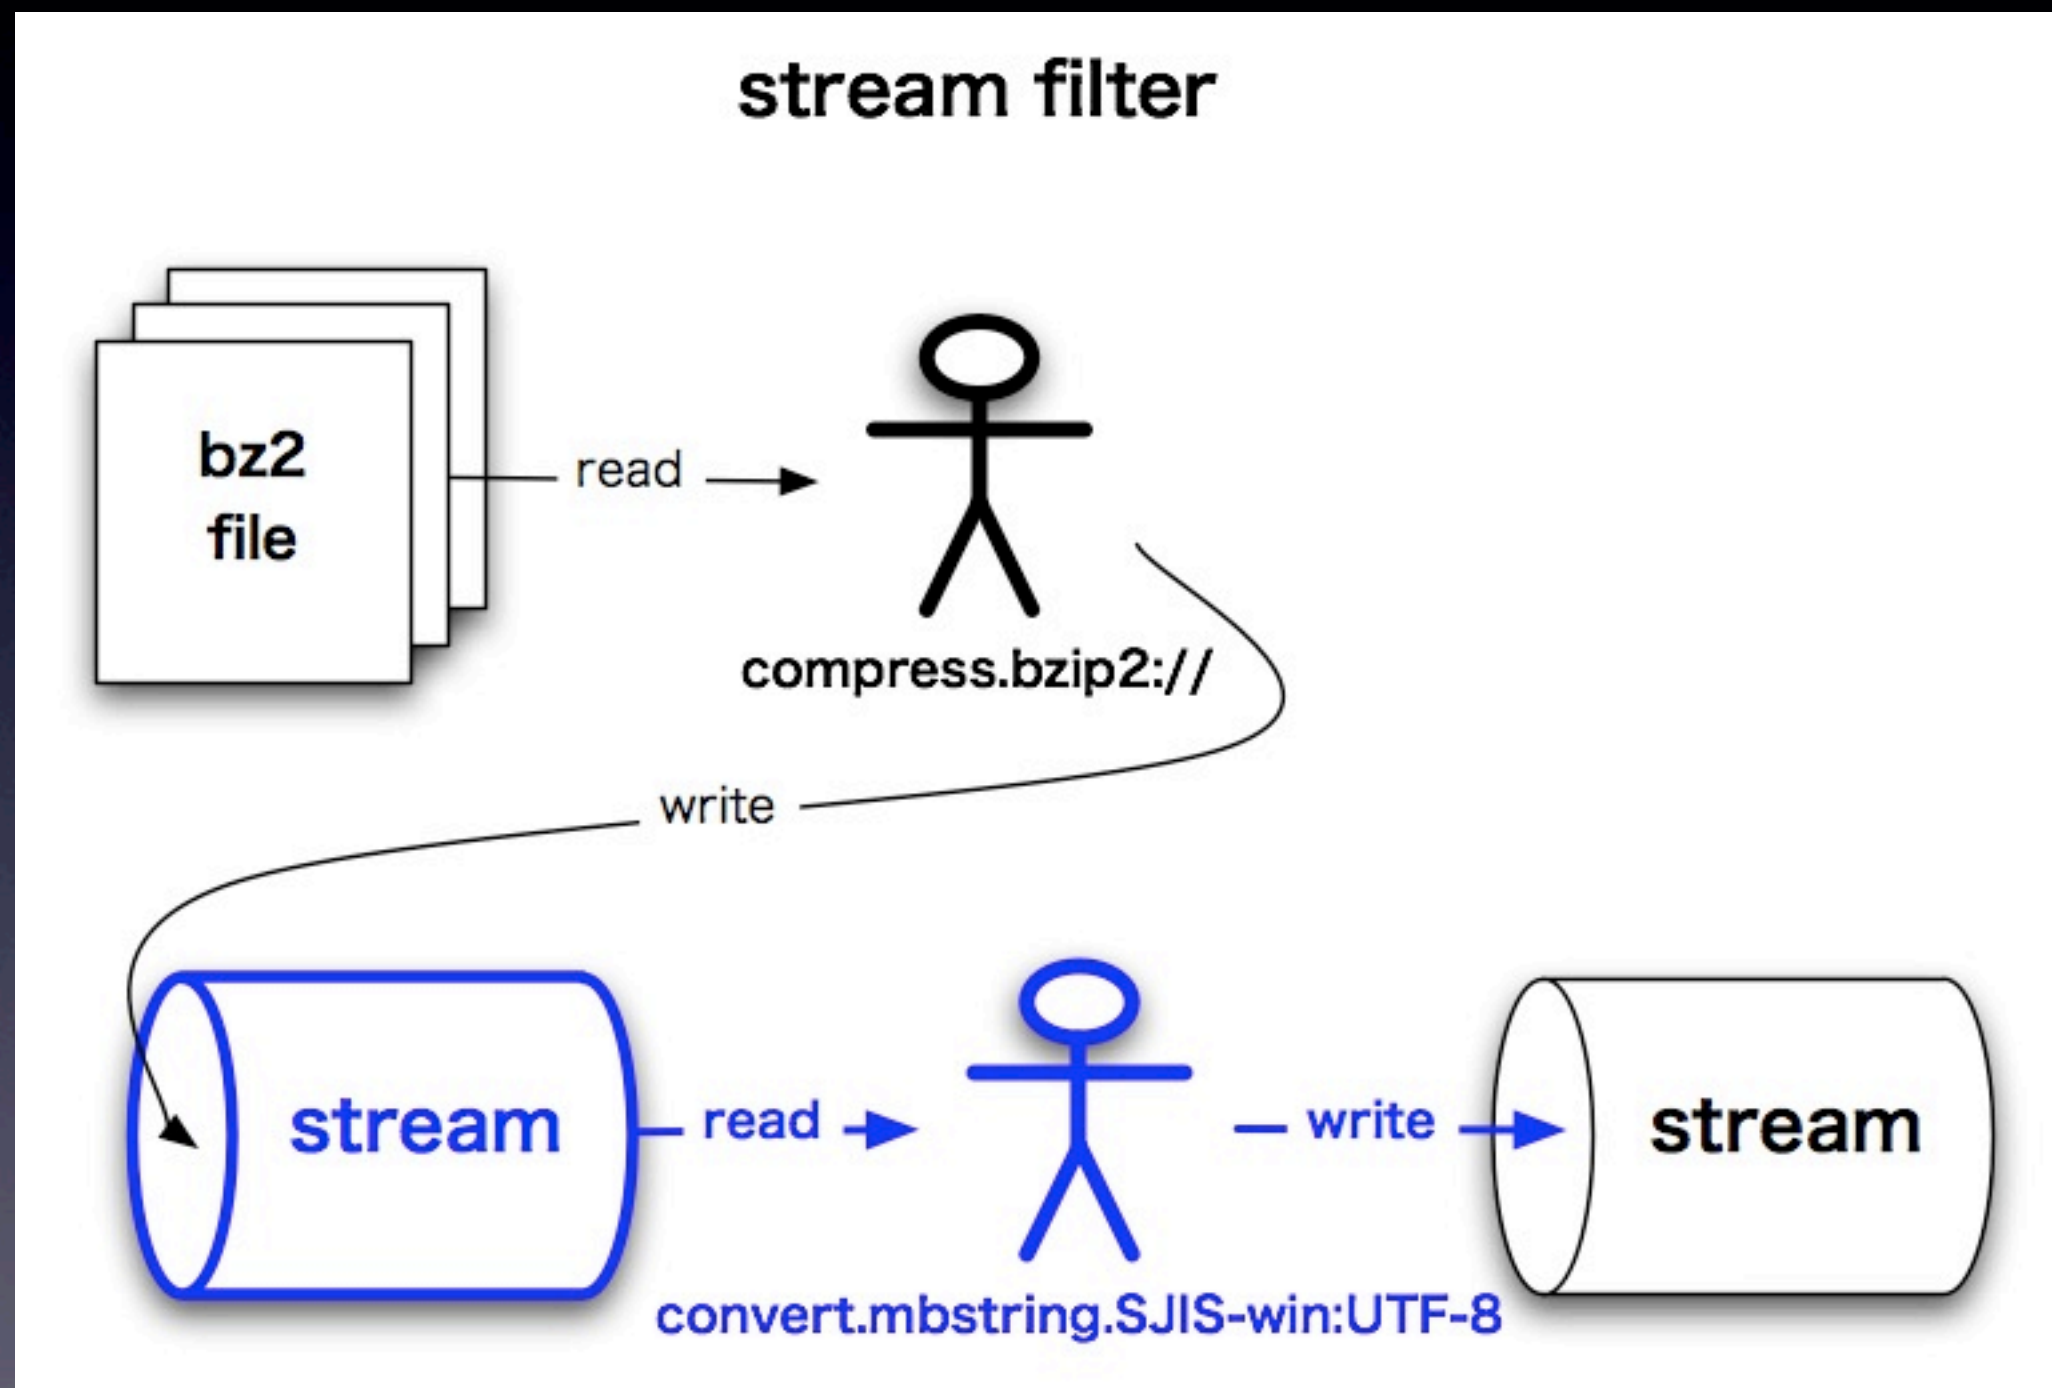 stream filter
bz2
file
read
compress.bzip2://
write
stream
read
write
stream
convert.mbstring.SJIS-win:UTF-8